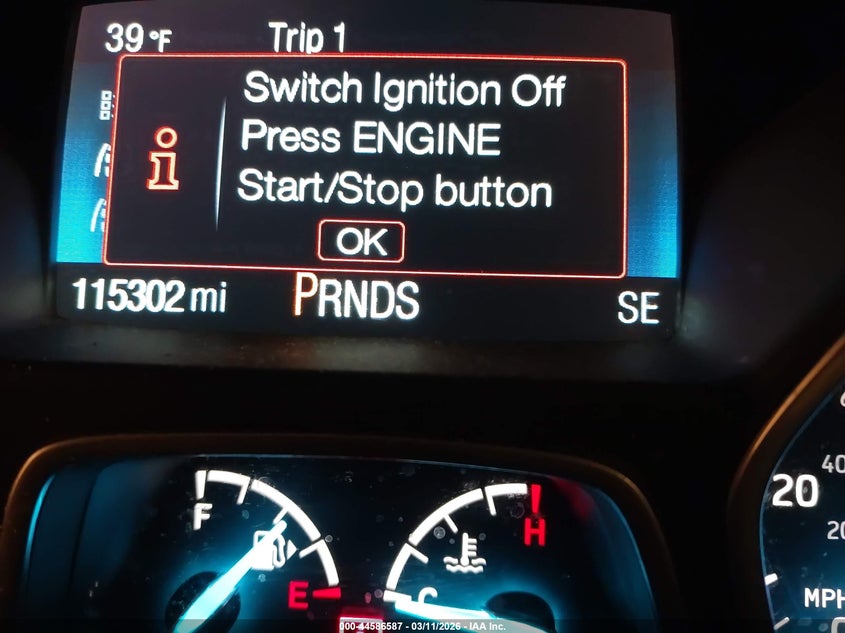 39°F Trip 1
Switch Ignition Off
Press ENGINE
Start/Stop button
OK
115302 mi PRNDS SE
F
H
E
C
20
40
20
MPH
000-44586587 - 03/11/2026 - IAA Inc.